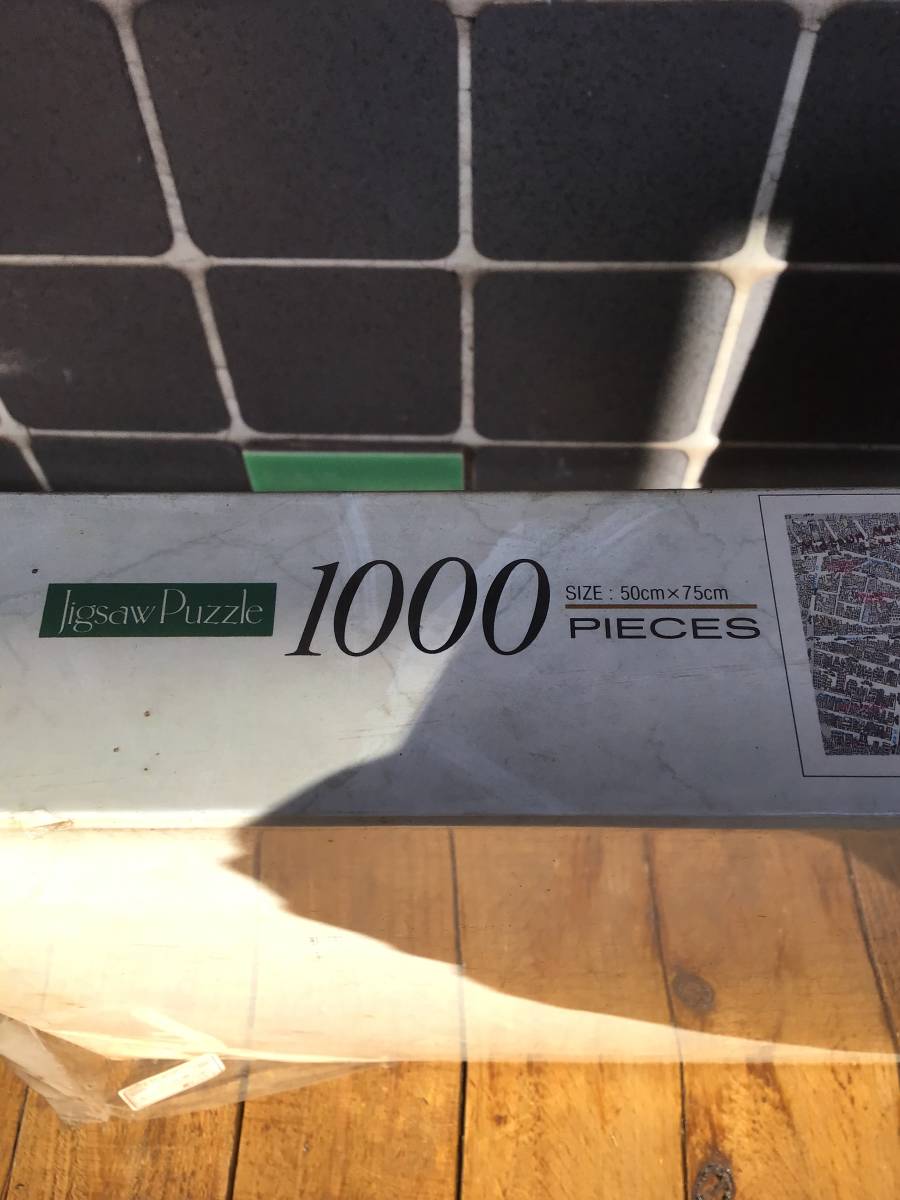 Jigsaw Puzzle
1000
SIZE : 50cm×75cm
PIECES